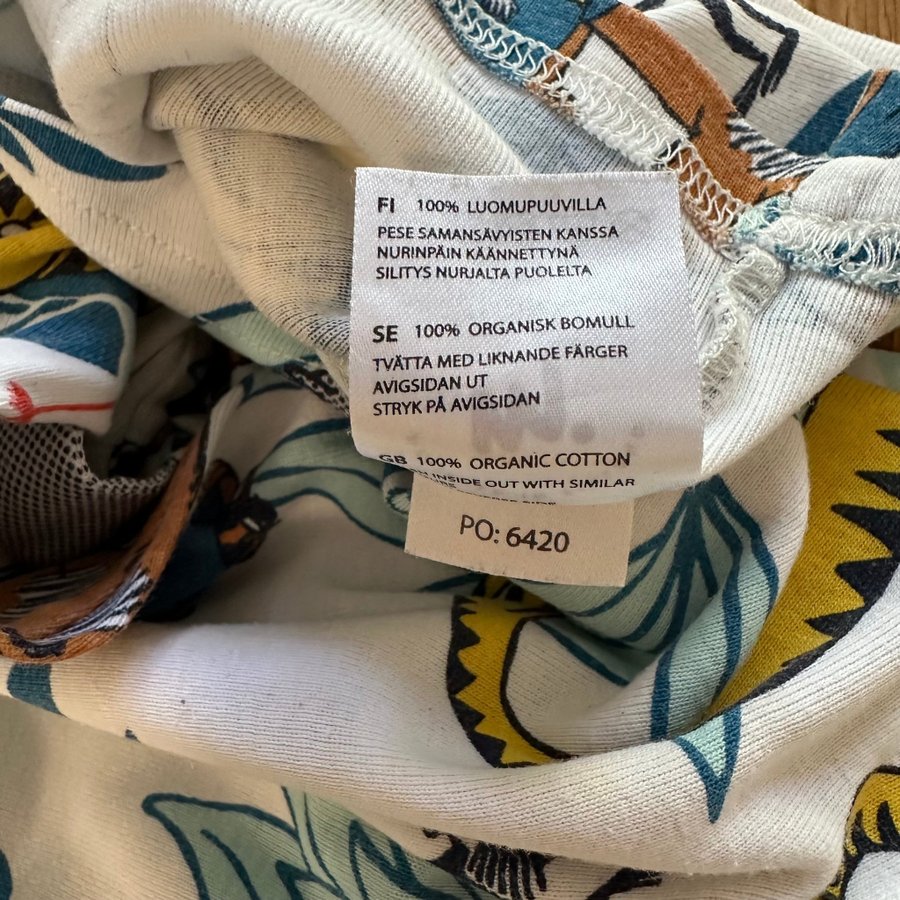 FI 100% LUOMUPUUVILLA
PESE SAMANSÄVYISTEN KANSSA
NURINPÄIN KÄÄNNETTYNÄ
SILITYS NURJALTA PUOLELTA
SE 100% ORGANISK BOMULL
TVÄTTA MED LIKNANDE FÄRGER
AVIGSIDAN UT
STRYK PÅ AVIGSIDAN
GB 100% ORGANIC COTTON
INSIDE OUT WITH SIMILAR
PO: 6420